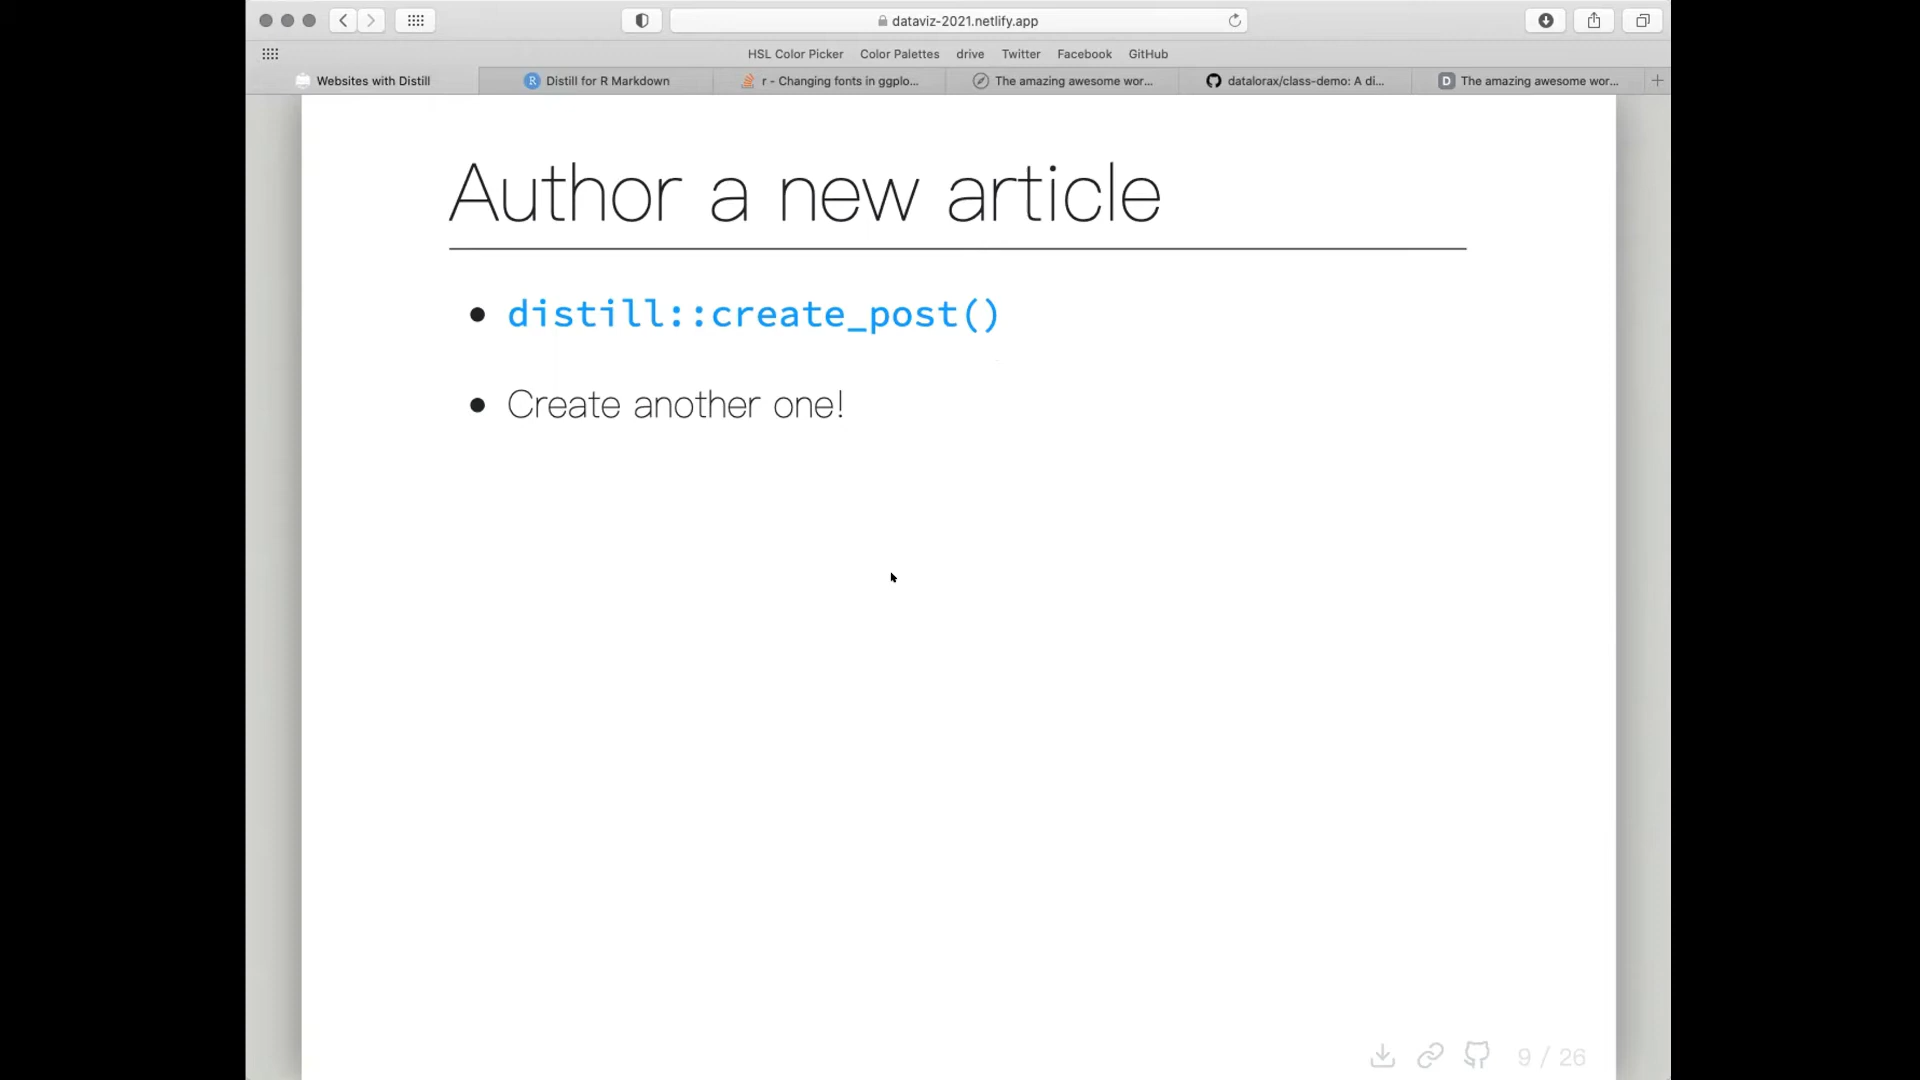 dataviz-2021.netlify.app
HSL Color Picker Color Palettes drive Twitter Facebook GitHub
Websites with Distill Distill for R Markdown r - Changing fonts in ggplo... The amazing awesome wor... datalorax/class-demo: A di... The amazing awesome wor...
Author a new article
distill::create_post()
Create another one!
9 / 26